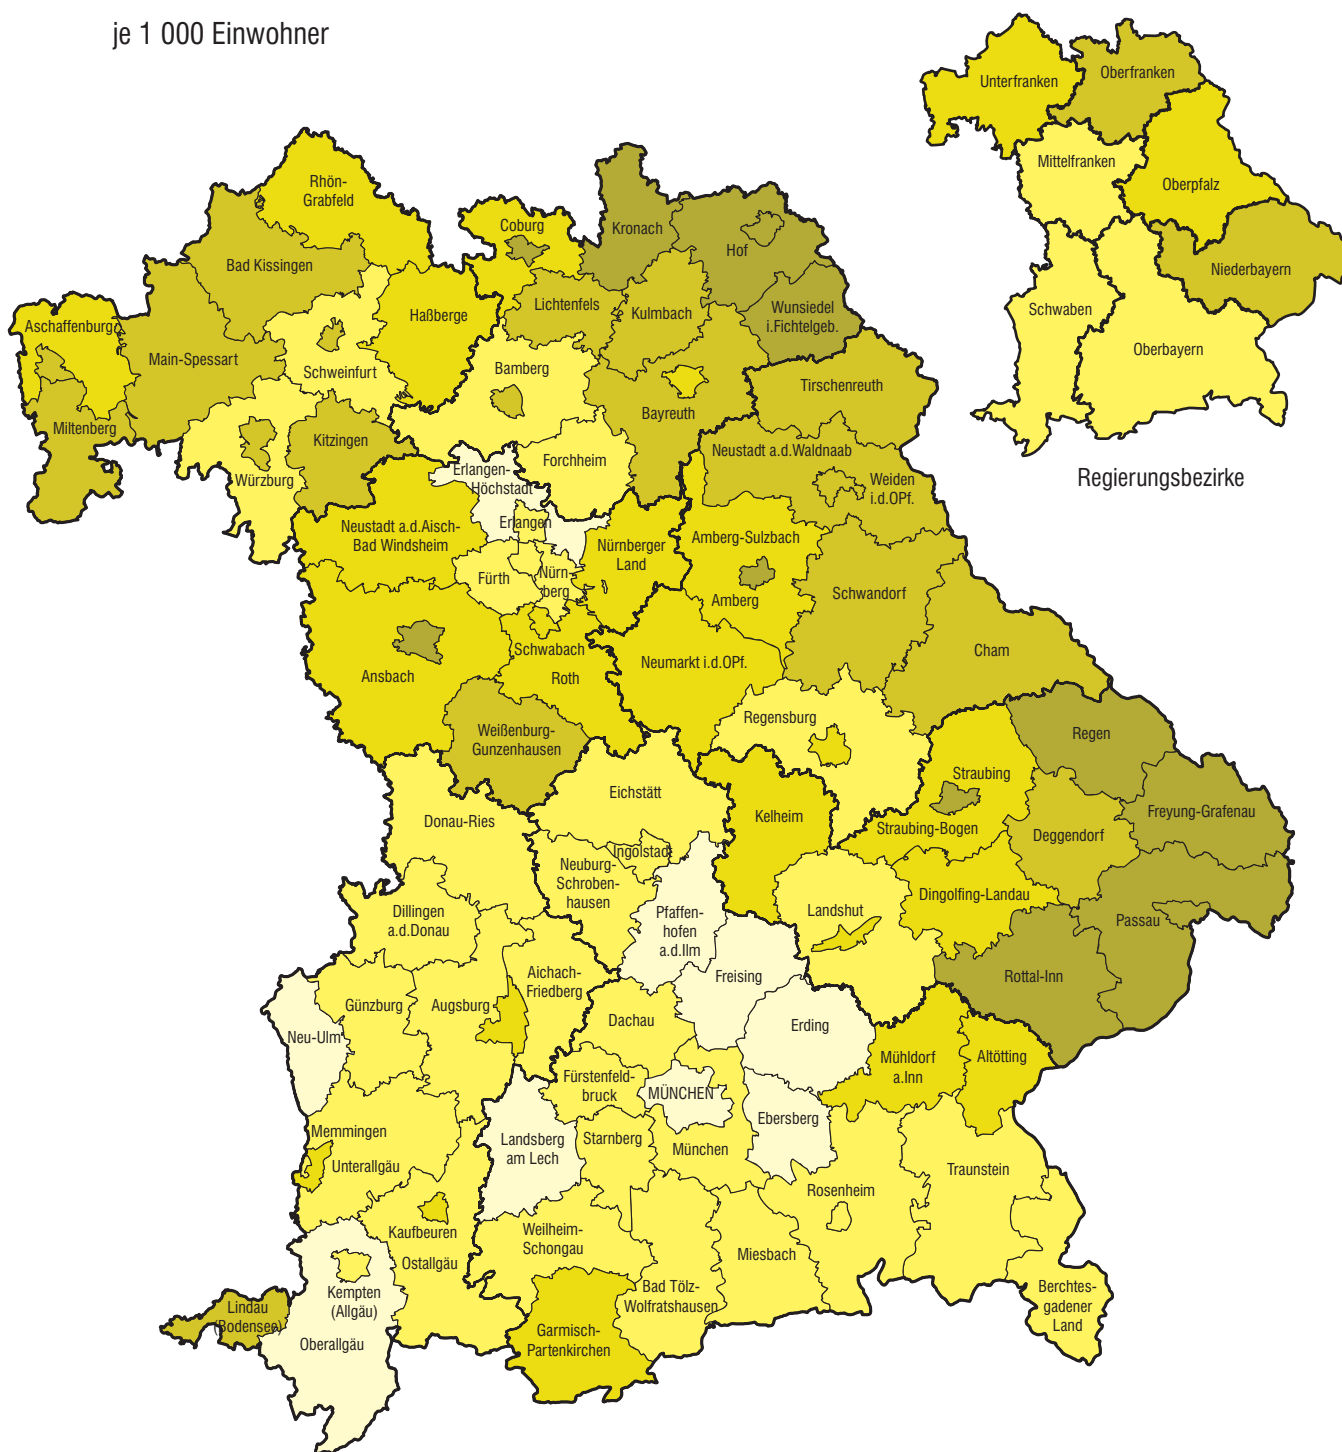 je 1 000 Einwohner
Unterfranken
Oberfranken
Mittelfranken
Oberpfalz
Niederbayern
Schwaben
Oberbayern
Regierungsbezirke
Rhön-
Grabfeld
Coburg
Kronach
Hof
Bad Kissingen
Lichtenfels
Kulmbach
Wunsiedel
i.Fichtelgeb.
Aschaffenburg
Haßberge
Main-Spessart
Schweinfurt
Bamberg
Tirschenreuth
Bayreuth
Miltenberg
Kitzingen
Würzburg
Forchheim
Neustadt a.d.Waldnaab
Weiden
i.d.OPf.
Erlangen-
Höchstadt
Erlangen
Neustadt a.d.Aisch-
Bad Windsheim
Nürnberger
Land
Amberg-Sulzbach
Fürth
Nürn-
berg
Amberg
Schwandorf
Schwabach
Roth
Ansbach
Neumarkt i.d.OPf.
Cham
Weißenburg-
Gunzenhausen
Regensburg
Regen
Eichstätt
Straubing
Donau-Ries
Kelheim
Straubing-Bogen
Deggendorf
Freyung-Grafenau
Ingolstadt
Neuburg-
Schroben-
hausen
Dillingen
a.d.Donau
Pfaffen-
hofen
a.d.Ilm
Landshut
Dingolfing-Landau
Passau
Rottal-Inn
Aichach-
Friedberg
Freising
Günzburg
Augsburg
Dachau
Erding
Neu-Ulm
Mühldorf
a.Inn
Altötting
Fürstenfeld-
bruck
MÜNCHEN
Ebersberg
Memmingen
Unterallgäu
Landsberg
am Lech
Starnberg
München
Traunstein
Rosenheim
Kaufbeuren
Ostallgäu
Weilheim-
Schongau
Miesbach
Bad Tölz-
Wolfratshausen
Kempten
(Allgäu)
Berchtes-
gadener
Land
Lindau
(Bodensee)
Oberallgäu
Garmisch-
Partenkirchen